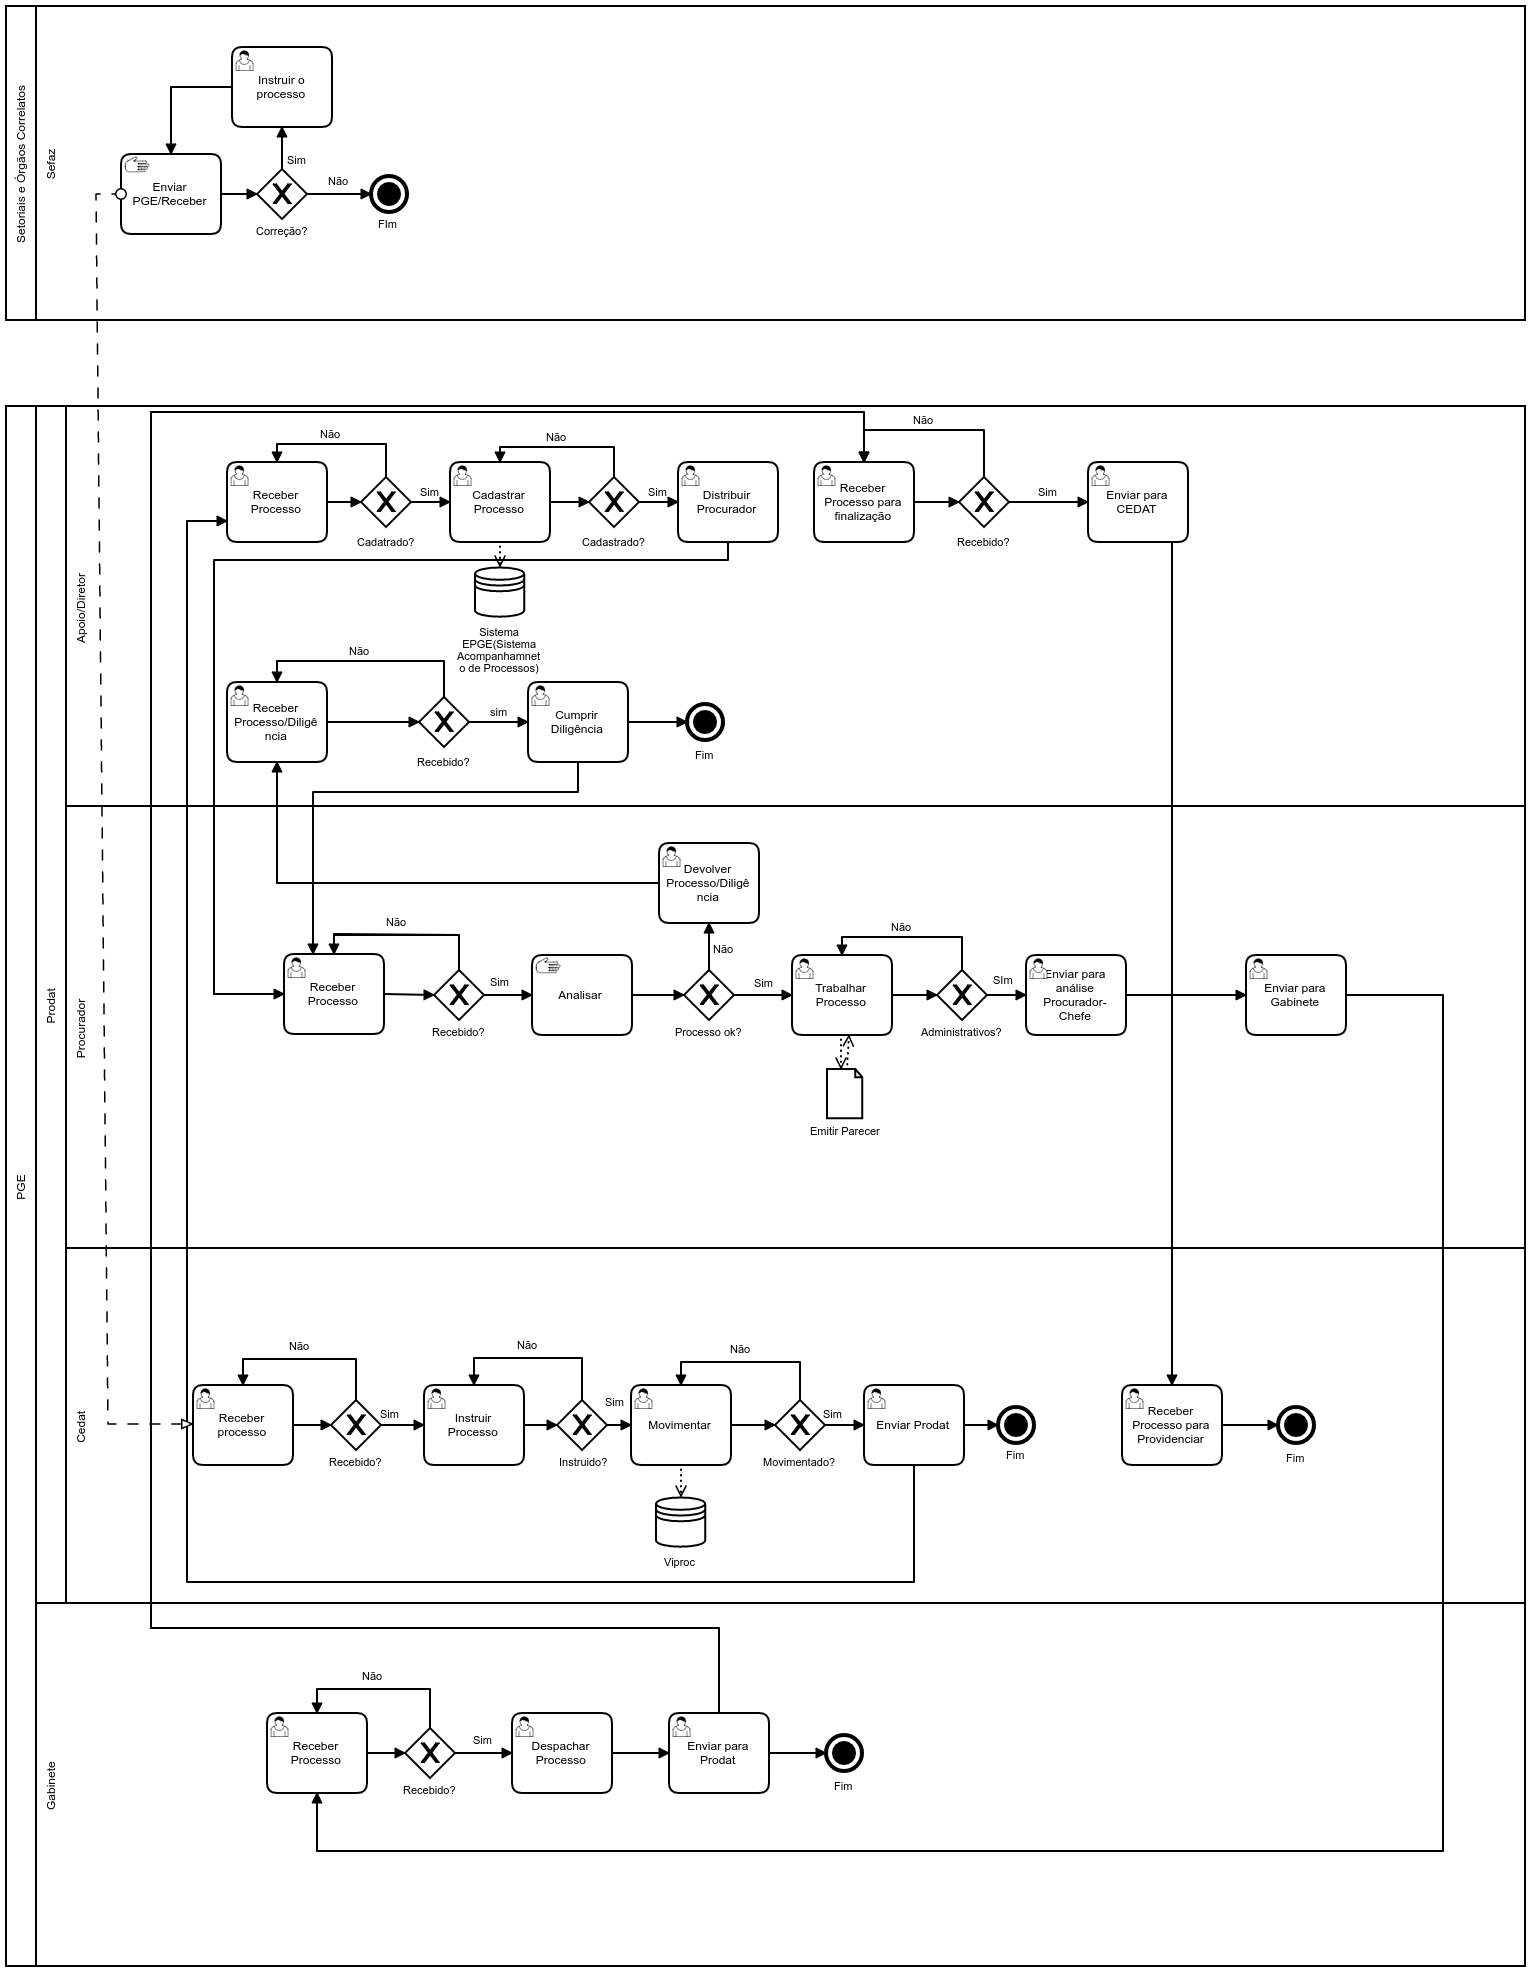 Setoriais e Órgãos Correlatos
Sefaz
Instruir o
processo
Sim
Enviar
PGE/Receber
Correção?
Não
FIm
PGE
Prodat
Apoio/Diretor
Não
Receber
Processo
Cadatrado?
Sim
Não
Cadastrar
Processo
Cadastrado?
Sim
Distribuir
Procurador
Sistema
EPGE(Sistema
Acompanhamnet
o de Processos)
Não
Receber
Processo para
finalização
Recebido?
Sim
Enviar para
CEDAT
Não
Receber
Processo/Diligê
ncia
Recebido?
sim
Cumprir
Diligência
Fim
Procurador
Devolver
Processo/Diligê
ncia
Não
Não
Receber
Processo
Recebido?
Sim
Analisar
Processo ok?
Sim
Não
Trabalhar
Processo
Administrativos?
SIm
Enviar para
análise
Procurador-
Chefe
Enviar para
Gabinete
Emitir Parecer
Cedat
Não
Receber
processo
Recebido?
Sim
Não
Instruir
Processo
Instruido?
Sim
Não
Movimentar
Movimentado?
Sim
Enviar Prodat
Fim
Receber
Processo para
Providenciar
Fim
Viproc
Gabinete
Não
Receber
Processo
Recebido?
Sim
Despachar
Processo
Enviar para
Prodat
Fim